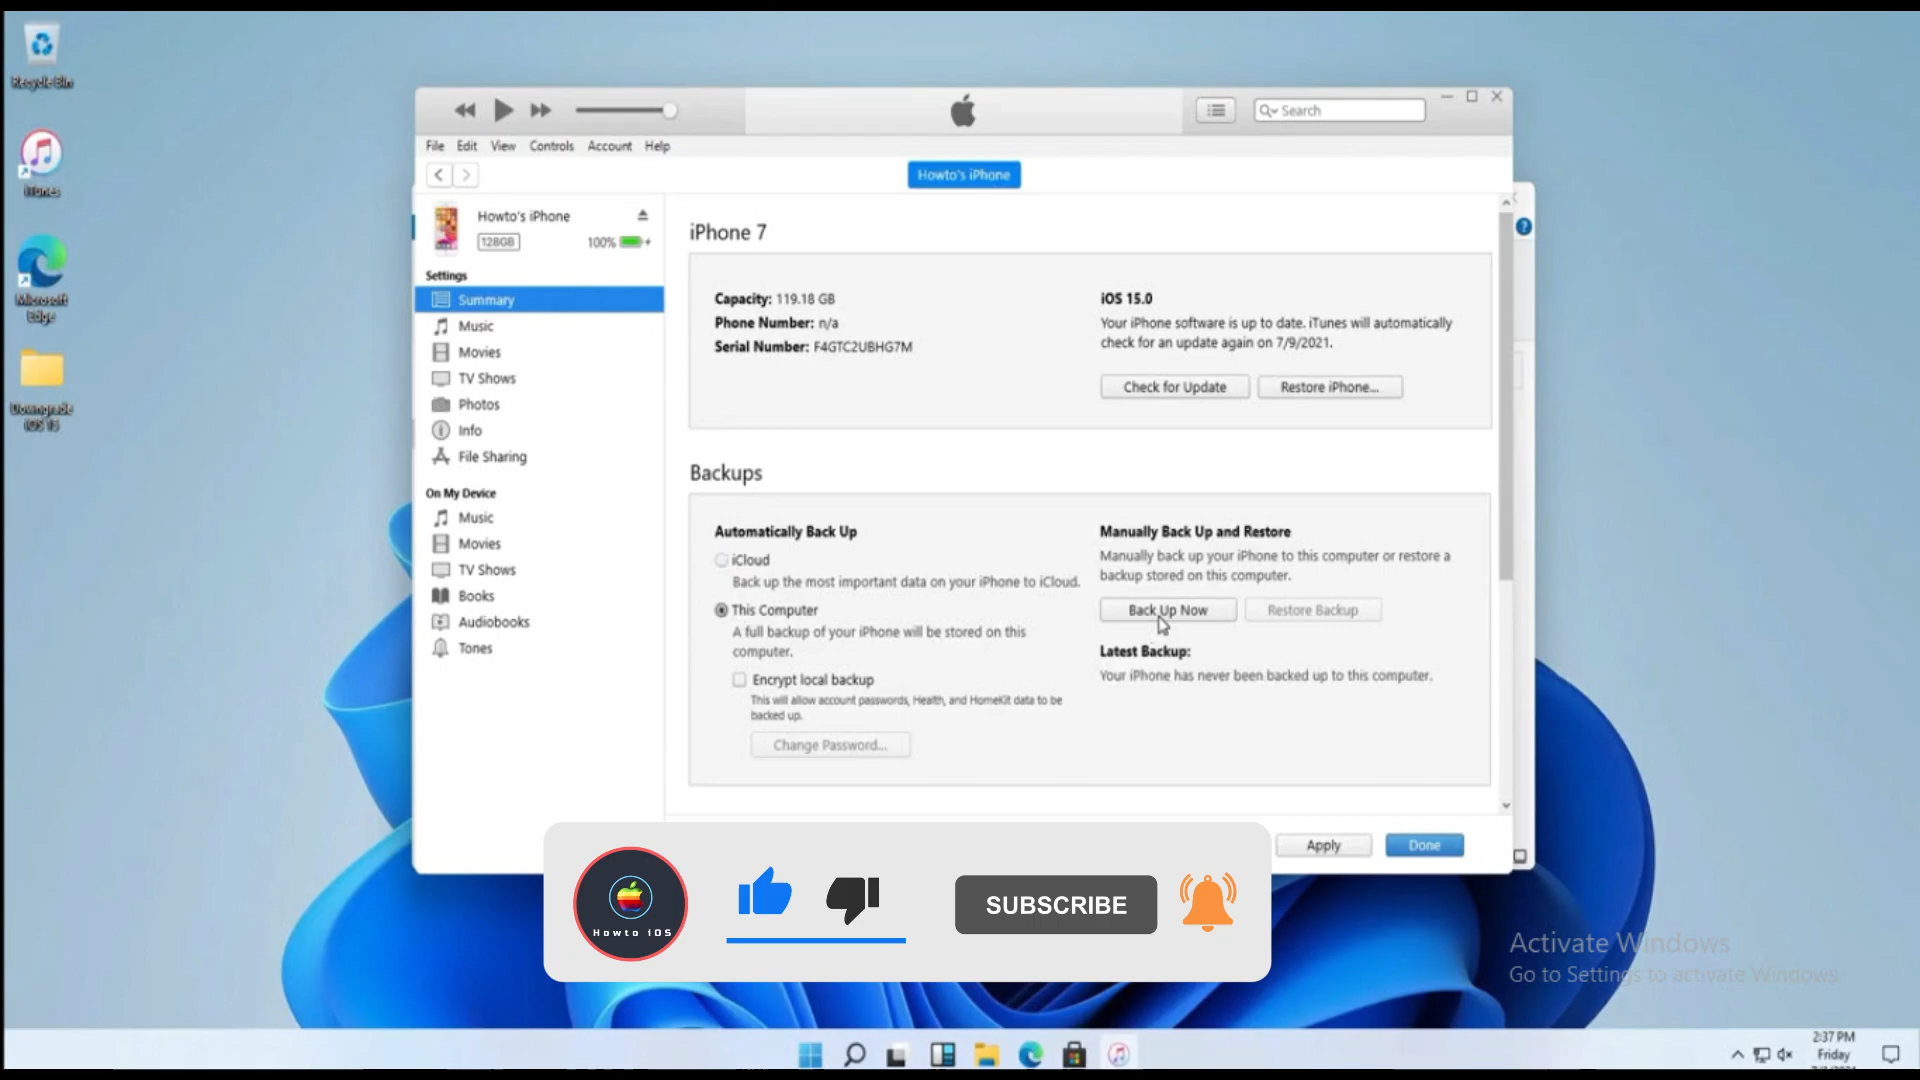 Recycle Bin
iTunes
Microsoft
Edge
Downgrade
iOS 15
Search
File Edit View Controls Account Help
Howto's iPhone
Howto's iPhone
128GB
100%
Settings
Summary
Music
Movies
TV Shows
Photos
Info
File Sharing
On My Device
Music
Movies
TV Shows
Books
Audiobooks
Tones
iPhone 7
Capacity: 119.18 GB
Phone Number: n/a
Serial Number: F4GTC2UBHG7M
iOS 15.0
Your iPhone software is up to date. iTunes will automatically
check for an update again on 7/9/2021.
Check for Update
Restore iPhone...
Backups
Automatically Back Up
iCloud
Back up the most important data on your iPhone to iCloud.
This Computer
A full backup of your iPhone will be stored on this
computer.
Encrypt local backup
This will allow account passwords, Health, and HomeKit data to be
backed up.
Change Password...
Manually Back Up and Restore
Manually back up your iPhone to this computer or restore a
backup stored on this computer.
Back Up Now
Restore Backup
Latest Backup:
Your iPhone has never been backed up to this computer.
Apply
Done
Howto iOS
SUBSCRIBE
Activate Windows
Go to Settings to activate Windows.
2:37 PM
Friday